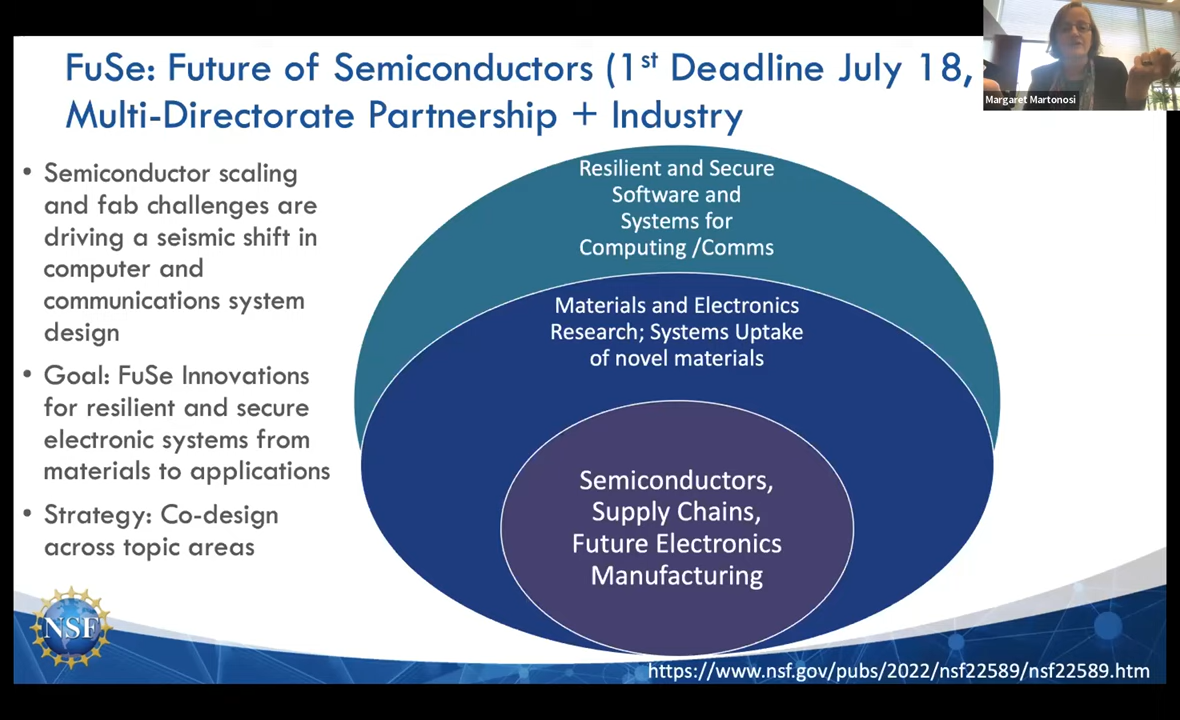 FuSe: Future of Semiconductors (1st Deadline July 18,
Multi-Directorate Partnership + Industry
Margaret Martonosi
• Semiconductor scaling
and fab challenges are
driving a seismic shift in
computer and
communications system
design
• Goal: FuSe Innovations
for resilient and secure
electronic systems from
materials to applications
• Strategy: Co-design
across topic areas
Resilient and Secure
Software and
Systems for
Computing /Comms
Materials and Electronics
Research; Systems Uptake
of novel materials
Semiconductors,
Supply Chains,
Future Electronics
Manufacturing
NSF
https://www.nsf.gov/pubs/2022/nsf22589/nsf22589.htm